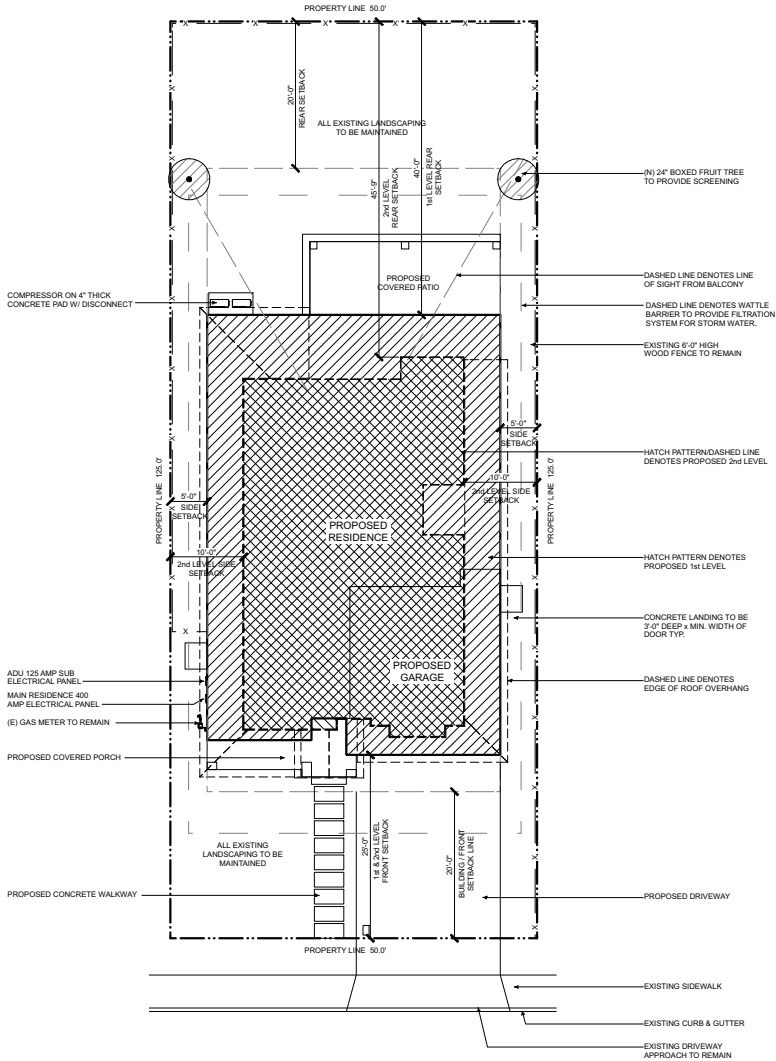 PROPERTY LINE 50.0'
20'-0"
REAR SETBACK
ALL EXISTING LANDSCAPING
TO BE MAINTAINED
45'-9"
2nd LEVEL
REAR SETBACK
40'-0"
1st LEVEL REAR
SETBACK
(N) 24" BOXED FRUIT TREE
TO PROVIDE SCREENING
PROPOSED
COVERED PATIO
DASHED LINE DENOTES LINE
OF SIGHT FROM BALCONY
COMPRESSOR ON 4" THICK
CONCRETE PAD W/ DISCONNECT
DASHED LINE DENOTES WATTLE
BARRIER TO PROVIDE FILTRATION
SYSTEM FOR STORM WATER.
EXISTING 6'-0" HIGH
WOOD FENCE TO REMAIN
5'-0"
SIDE
SETBACK
HATCH PATTERN/DASHED LINE
DENOTES PROPOSED 2nd LEVEL
10'-0"
2nd LEVEL SIDE
SETBACK
PROPERTY LINE 125.0'
PROPERTY LINE 125.0'
5'-0"
SIDE
SETBACK
PROPOSED
RESIDENCE
10'-0"
2nd LEVEL SIDE
SETBACK
HATCH PATTERN DENOTES
PROPOSED 1st LEVEL
CONCRETE LANDING TO BE
3'-0" DEEP x MIN. WIDTH OF
DOOR TYP.
PROPOSED
GARAGE
ADU 125 AMP SUB
ELECTRICAL PANEL
DASHED LINE DENOTES
EDGE OF ROOF OVERHANG
MAIN RESIDENCE 400
AMP ELECTRICAL PANEL
(E) GAS METER TO REMAIN
PROPOSED COVERED PORCH
25'-0"
1st & 2nd LEVEL
FRONT SETBACK
20'-0"
BUILDING / FRONT
SETBACK LINE
ALL EXISTING
LANDSCAPING TO BE
MAINTAINED
PROPOSED CONCRETE WALKWAY
PROPOSED DRIVEWAY
PROPERTY LINE 50.0'
EXISTING SIDEWALK
EXISTING CURB & GUTTER
EXISTING DRIVEWAY
APPROACH TO REMAIN